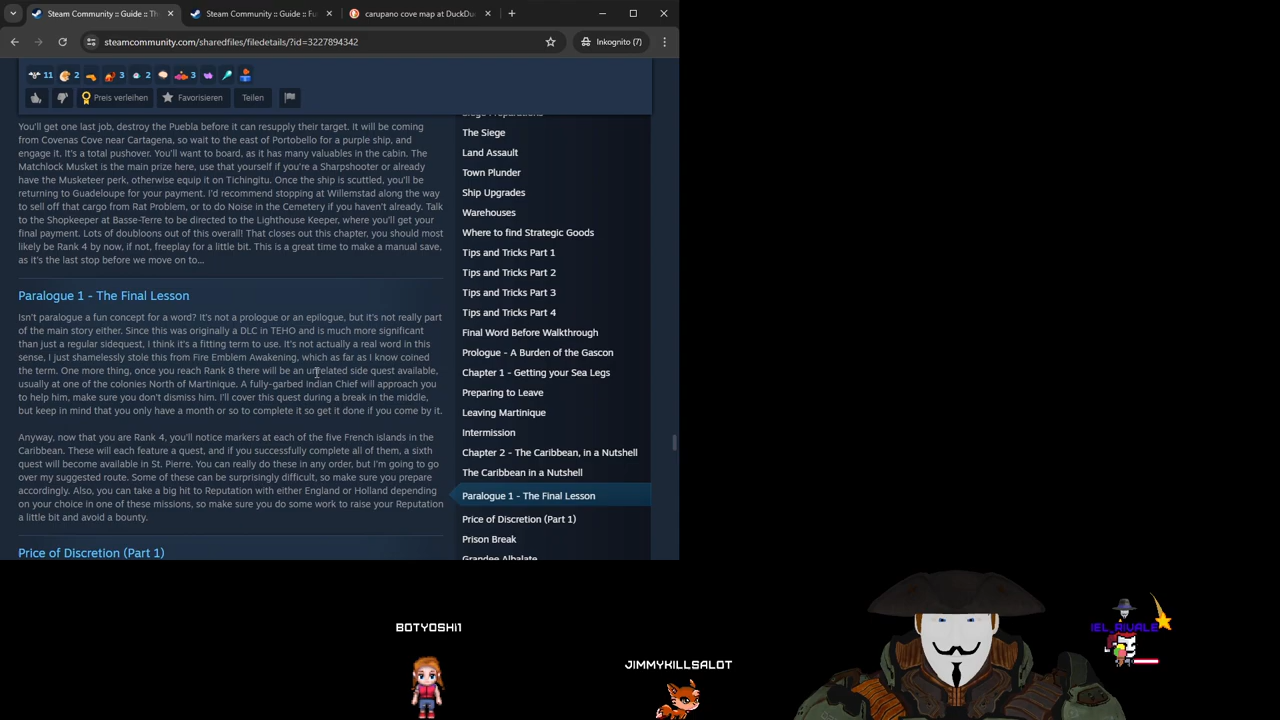 Steam Community :: Guide :: Th
Steam Community :: Guide :: Fu
carupano cove map at DuckDu
steamcommunity.com/sharedfiles/filedetails/?id=3227894342
Inkognito (7)
11
2
3
2
3
Preis verleihen
Favorisieren
Teilen
You'll get one last job, destroy the Puebla before it can resupply their target. It will be coming
from Covenas Cove near Cartagena, so wait to the east of Portobello for a purple ship, and
engage it. It's a total pushover. You'll want to board, as it has many valuables in the cabin. The
Matchlock Musket is the main prize here, use that yourself if you're a Sharpshooter or already
have the Musketeer perk, otherwise equip it on Tichingitu. Once the ship is scuttled, you'll be
returning to Guadeloupe for your payment. I'd recommend stopping at Willemstad along the way
to sell off that cargo from Rat Problem, or to do Noise in the Cemetery if you haven't already. Talk
to the Shopkeeper at Basse-Terre to be directed to the Lighthouse Keeper, where you'll get your
final payment. Lots of doubloons out of this overall! That closes out this chapter, you should most
likely be Rank 4 by now, if not, freeplay for a little bit. This is a great time to make a manual save,
as it's the last stop before we move on to...
Paralogue 1 - The Final Lesson
Isn't paralogue a fun concept for a word? It's not a prologue or an epilogue, but it's not really part
of the main story either. Since this was originally a DLC in TEHO and is much more significant
than just a regular sidequest, I think it's a fitting term to use. It's not actually a real word in this
sense, I just shamelessly stole this from Fire Emblem Awakening, which as far as I know coined
the term. One more thing, once you reach Rank 8 there will be an unrelated side quest available,
usually at one of the colonies North of Martinique. A fully-garbed Indian Chief will approach you
to help him, make sure you don't dismiss him. I'll cover this quest during a break in the middle,
but keep in mind that you only have a month or so to complete it so get it done if you come by it.
Anyway, now that you are Rank 4, you'll notice markers at each of the five French islands in the
Caribbean. These will each feature a quest, and if you successfully complete all of them, a sixth
quest will become available in St. Pierre. You can really do these in any order, but I'm going to go
over my suggested route. Some of these can be surprisingly difficult, so make sure you prepare
accordingly. Also, you can take a big hit to Reputation with either England or Holland depending
on your choice in one of these missions, so make sure you do some work to raise your Reputation
a little bit and avoid a bounty.
Price of Discretion (Part 1)
Siege Preparations
The Siege
Land Assault
Town Plunder
Ship Upgrades
Warehouses
Where to find Strategic Goods
Tips and Tricks Part 1
Tips and Tricks Part 2
Tips and Tricks Part 3
Tips and Tricks Part 4
Final Word Before Walkthrough
Prologue - A Burden of the Gascon
Chapter 1 - Getting your Sea Legs
Preparing to Leave
Leaving Martinique
Intermission
Chapter 2 - The Caribbean, in a Nutshell
The Caribbean in a Nutshell
Paralogue 1 - The Final Lesson
Price of Discretion (Part 1)
Prison Break
Grandee Albalate
BOTYOSHI1
JIMMYKILLSALOT
IEL_RIVALE